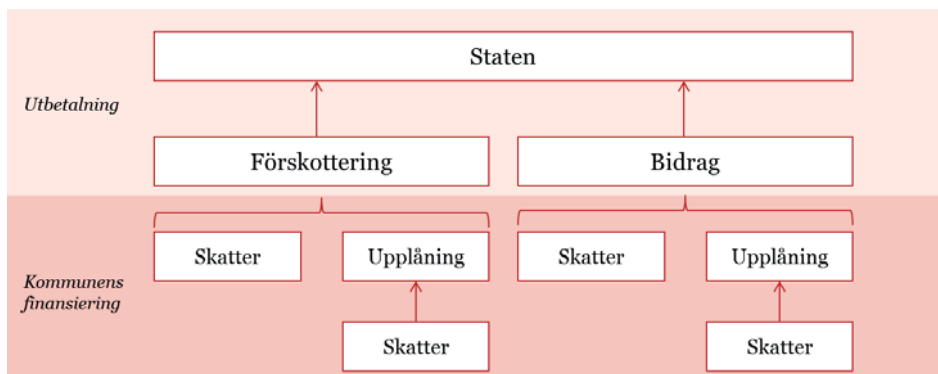 Staten
Utbetalning
Förskottering
Bidrag
Skatter
Upplåning
Skatter
Upplåning
Kommunens
finansiering
Skatter
Skatter